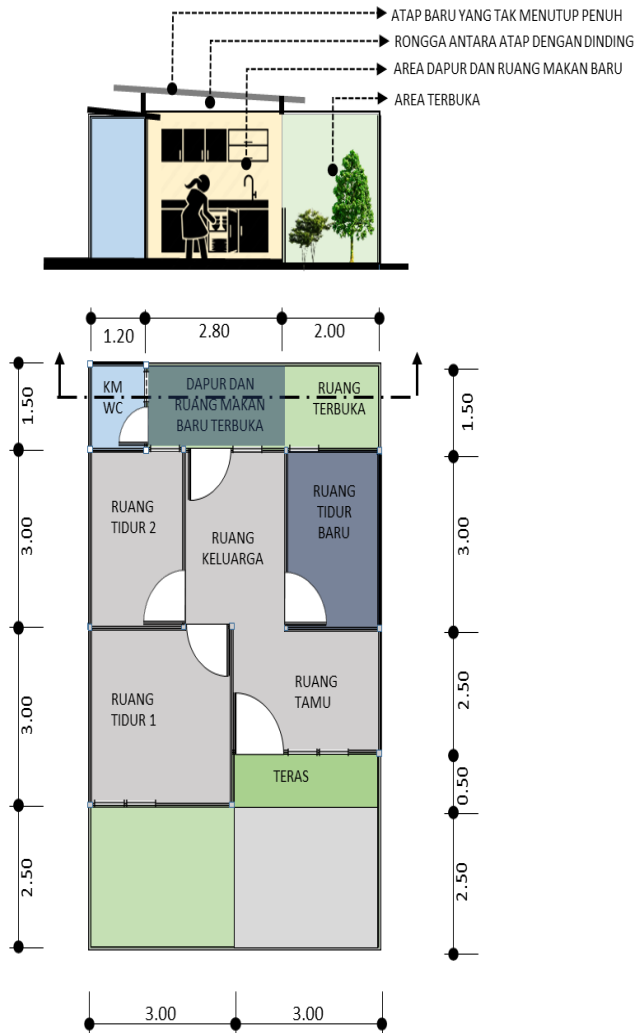 ATAP BARU YANG TAK MENUTUP PENUH
RONGGA ANTARA ATAP DENGAN DINDING
AREA DAPUR DAN RUANG MAKAN BARU
AREA TERBUKA
1.20
2.80
2.00
1.50
KM
WC
DAPUR DAN
RUANG MAKAN
BARU TERBUKA
RUANG
TERBUKA
1.50
3.00
RUANG
TIDUR 2
RUANG
KELUARGA
RUANG
TIDUR
BARU
3.00
3.00
RUANG
TIDUR 1
RUANG
TAMU
2.50
TERAS
0.50
2.50
2.50
3.00
3.00